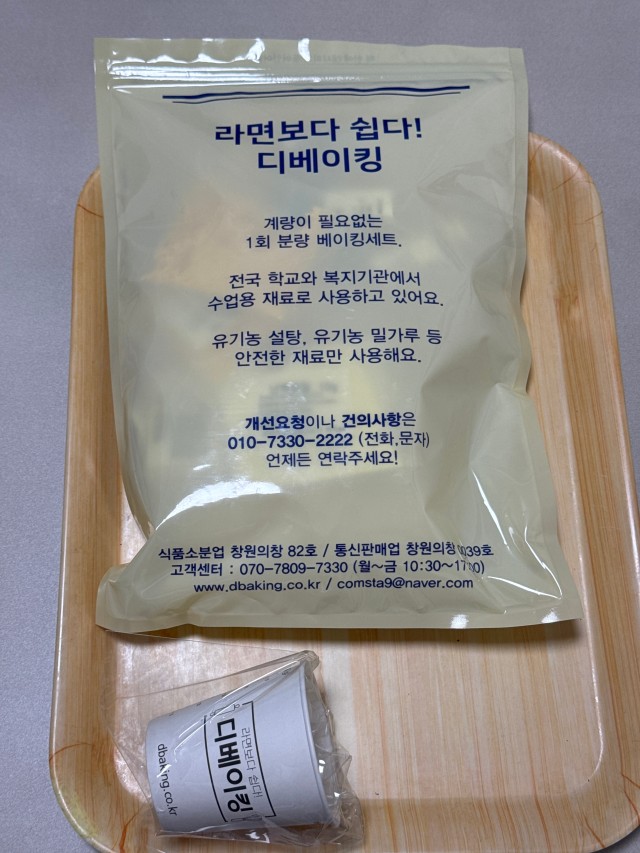 라면보다 쉽다!
디베이킹
계량이 필요없는
1회 분량 베이킹세트.
전국 학교와 복지기관에서
수업용 재료로 사용하고 있어요.
유기농 설탕, 유기농 밀가루 등
안전한 재료만 사용해요.
개선요청이나 건의사항은
010-7330-2222 (전화,문자)
언제든 연락주세요!
식품소분업 창원의창 82호 / 통신판매업 창원의창 0039호
고객센터 : 070-7809-7330 (월~금 10:30~17:00)
www.dbaking.co.kr / comsta9@naver.com
라면보다 쉽다!
디베이킹
dbaking.co.kr